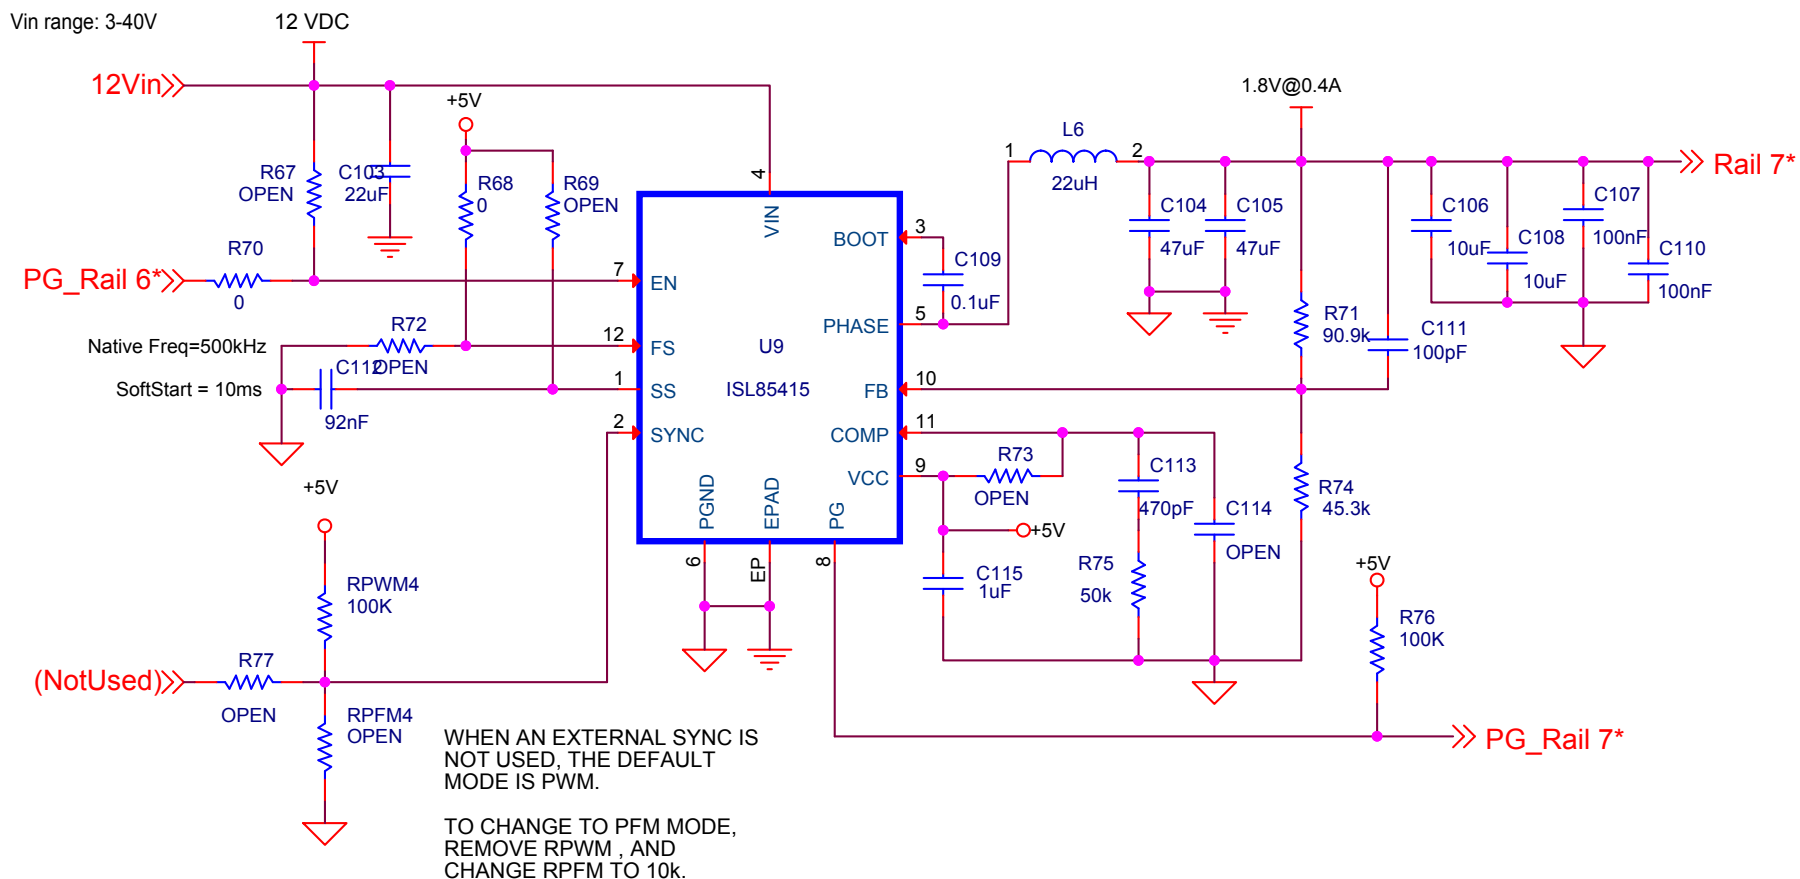 Vin range: 3-40V
12 VDC
12Vin
+5V
1.8V@0.4A
R67
OPEN
C103
22uF
R68
0
R69
OPEN
4
VIN
1
L6
2
22uH
Rail 7*
C104
47uF
C105
47uF
C106
10uF
C108
10uF
C107
100nF
C110
100nF
3
BOOT
C109
0.1uF
5
PHASE
R70
0
PG_Rail 6*
7
EN
Native Freq=500kHz
R72
OPEN
12
FS
U9
ISL85415
SoftStart = 10ms
C112
92nF
1
SS
2
SYNC
R71
90.9k
C111
100pF
10
FB
11
COMP
9
VCC
R73
OPEN
C113
470pF
C114
OPEN
R74
45.3k
+5V
C115
1uF
R75
50k
PGND
EPAD
PG
6
EP
8
+5V
RPWM4
100K
R77
OPEN
(NotUsed)
RPFM4
OPEN
+5V
R76
100K
PG_Rail 7*
WHEN AN EXTERNAL SYNC IS
NOT USED, THE DEFAULT
MODE IS PWM.
TO CHANGE TO PFM MODE,
REMOVE RPWM , AND
CHANGE RPFM TO 10k.